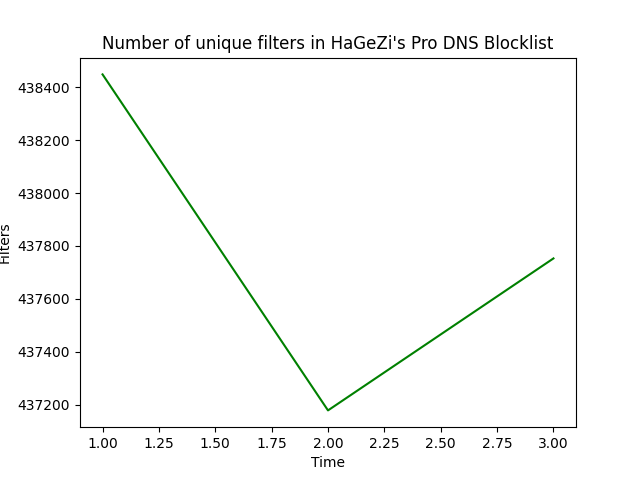 Number of unique filters in HaGeZi's Pro DNS Blocklist
438400
438200
438000
437800
437600
437400
437200
Filters
1.00 1.25 1.50 1.75 2.00 2.25 2.50 2.75 3.00
Time